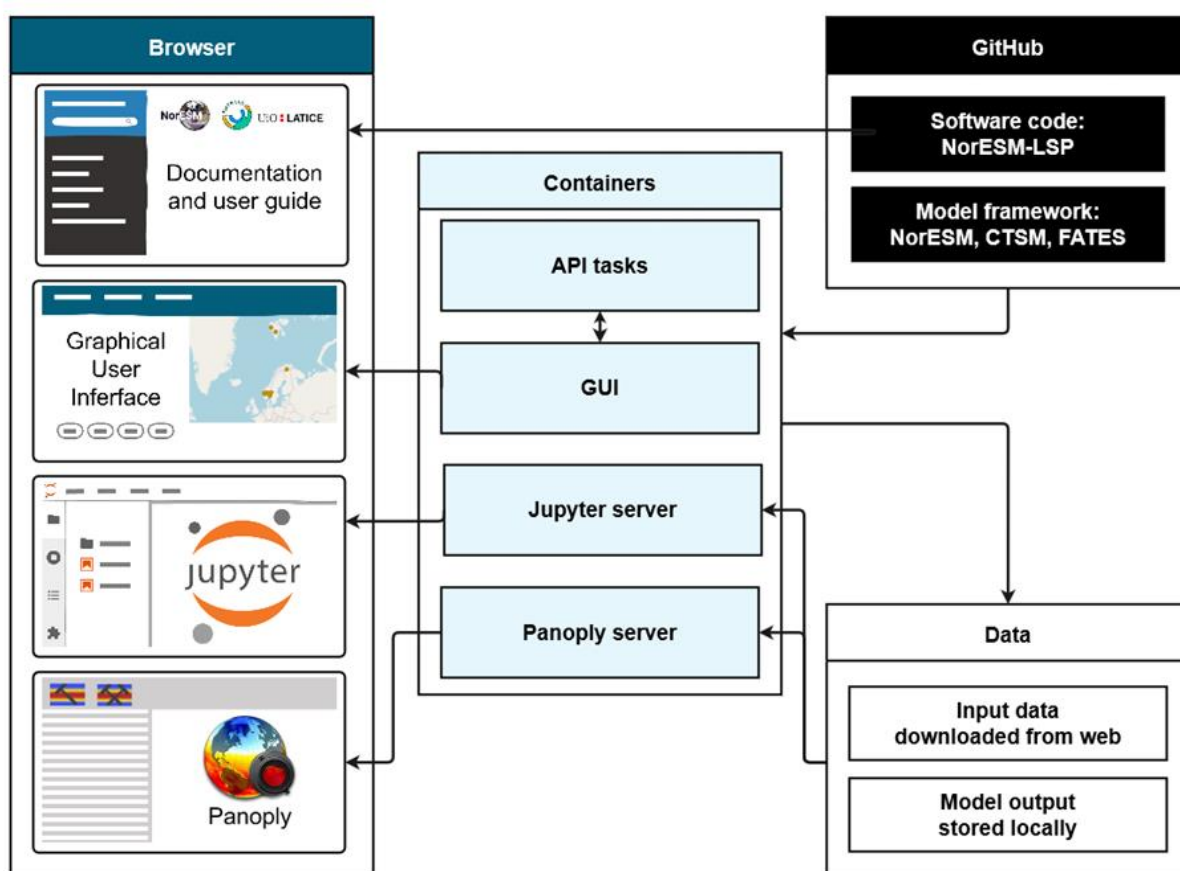 Browser
NorESM
UiO:LATICE
Documentation
and user guide
Graphical
User
Inferface
jupyter
Panoply
Containers
API tasks
GUI
Jupyter server
Panoply server
GitHub
Software code:
NorESM-LSP
Model framework:
NorESM, CTSM, FATES
Data
Input data
downloaded from web
Model output
stored locally